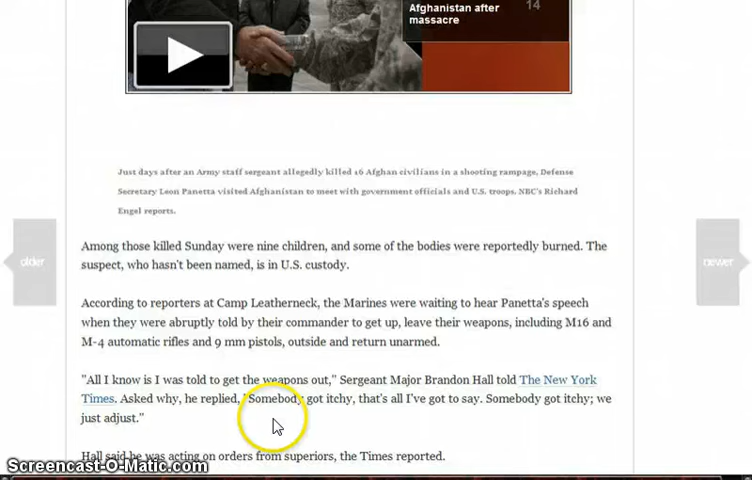 Afghanistan after
massacre
14
Just days after an Army staff sergeant allegedly killed 16 Afghan civilians in a shooting rampage, Defense
Secretary Leon Panetta visited Afghanistan to meet with government officials and U.S. troops. NBC's Richard
Engel reports.
Among those killed Sunday were nine children, and some of the bodies were reportedly burned. The
suspect, who hasn't been named, is in U.S. custody.
older
newer
According to reporters at Camp Leatherneck, the Marines were waiting to hear Panetta's speech
when they were abruptly told by their commander to get up, leave their weapons, including M16 and
M-4 automatic rifles and 9 mm pistols, outside and return unarmed.
"All I know is I was told to get the weapons out," Sergeant Major Brandon Hall told The New York
Times. Asked why, he replied, "Somebody got itchy, that's all I've got to say. Somebody got itchy; we
just adjust."
Hall said he was acting on orders from superiors, the Times reported.
Screencast-O-Matic.com